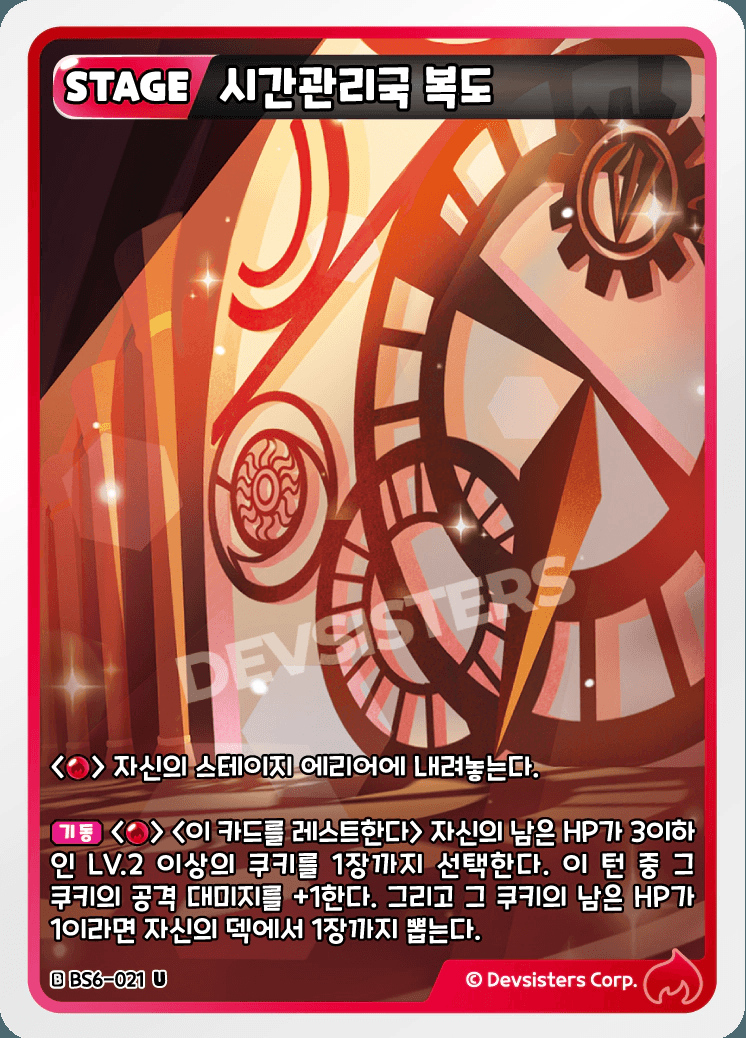 STAGE 시간관리국 복도
DEVSISTERS
< > 자신의 스테이지 에리어에 내려놓는다.
기동 < > <이 카드를 레스트한다> 자신의 남은 HP가 3이하
인 LV.2 이상의 쿠키를 1장까지 선택한다. 이 턴 중 그
쿠키의 공격 대미지를 +1한다. 그리고 그 쿠키의 남은 HP가
1이라면 자신의 덱에서 1장까지 뽑는다.
B BS6-021 U
© Devsisters Corp.